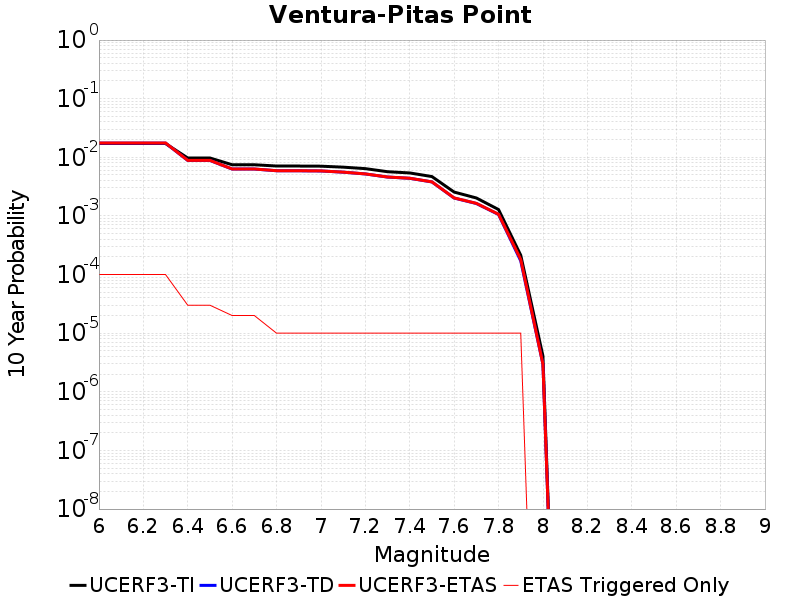 Ventura-Pitas Point
10 Year Probability
10^0
10^-1
10^-2
10^-3
10^-4
10^-5
10^-6
10^-7
10^-8
6 6.2 6.4 6.6 6.8 7 7.2 7.4 7.6 7.8 8 8.2 8.4 8.6 8.8 9
Magnitude
UCERF3-TI UCERF3-TD UCERF3-ETAS ETAS Triggered Only